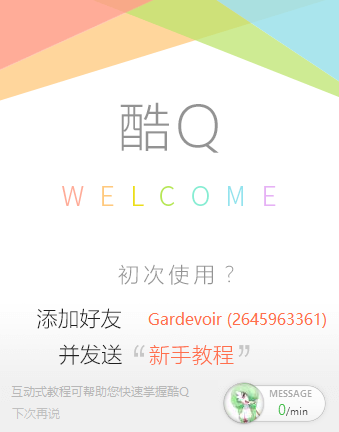 酷Q
WELCOME
初次使用？
添加好友 Gardevoir (2645963361)
并发送 “新手教程”
互动式教程可帮助您快速掌握酷Q
下次再说
MESSAGE
0/min